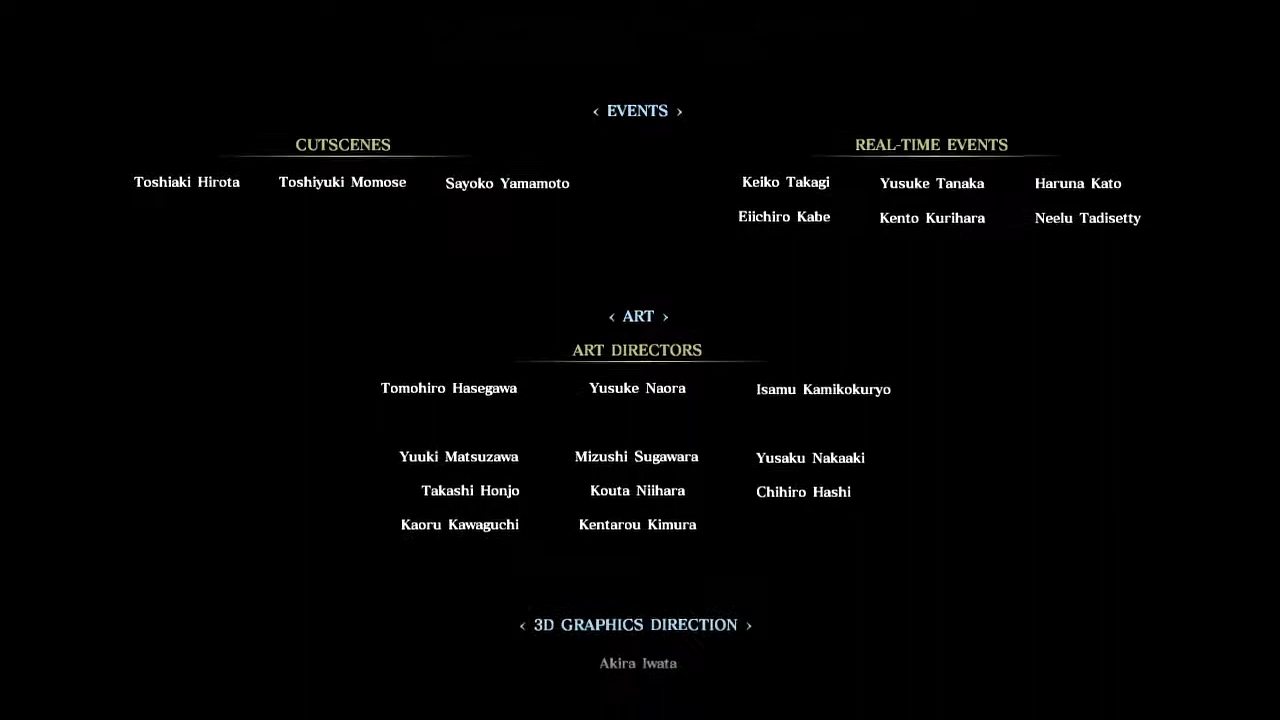 ‹ EVENTS ›
CUTSCENES
Toshiaki Hirota Toshiyuki Momose Sayoko Yamamoto
REAL-TIME EVENTS
Keiko Takagi Yusuke Tanaka Haruna Kato
Eiichiro Kabe Kento Kurihara Neelu Tadisetty
‹ ART ›
ART DIRECTORS
Tomohiro Hasegawa Yusuke Naora Isamu Kamikokuryo
Yuuki Matsuzawa Mizushi Sugawara Yusaku Nakaaki
Takashi Honjo Kouta Niihara Chihiro Hashi
Kaoru Kawaguchi Kentarou Kimura
‹ 3D GRAPHICS DIRECTION ›
Akira Iwata